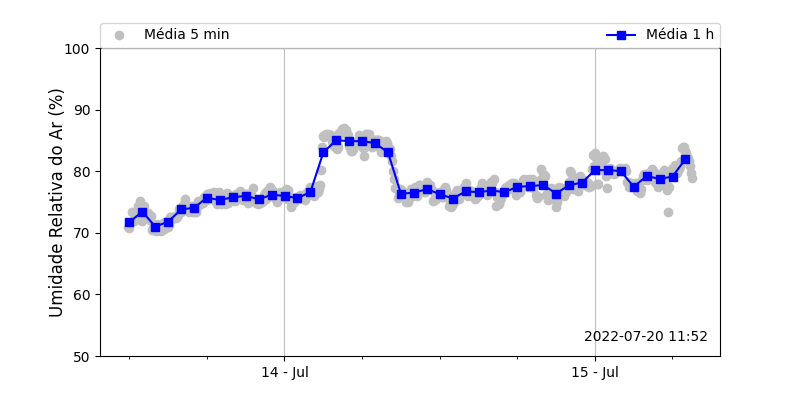 Média 5 min
Média 1 h
100
90
80
70
60
50
Umidade Relativa do Ar (%)
2022-07-20 11:52
14 - Jul
15 - Jul